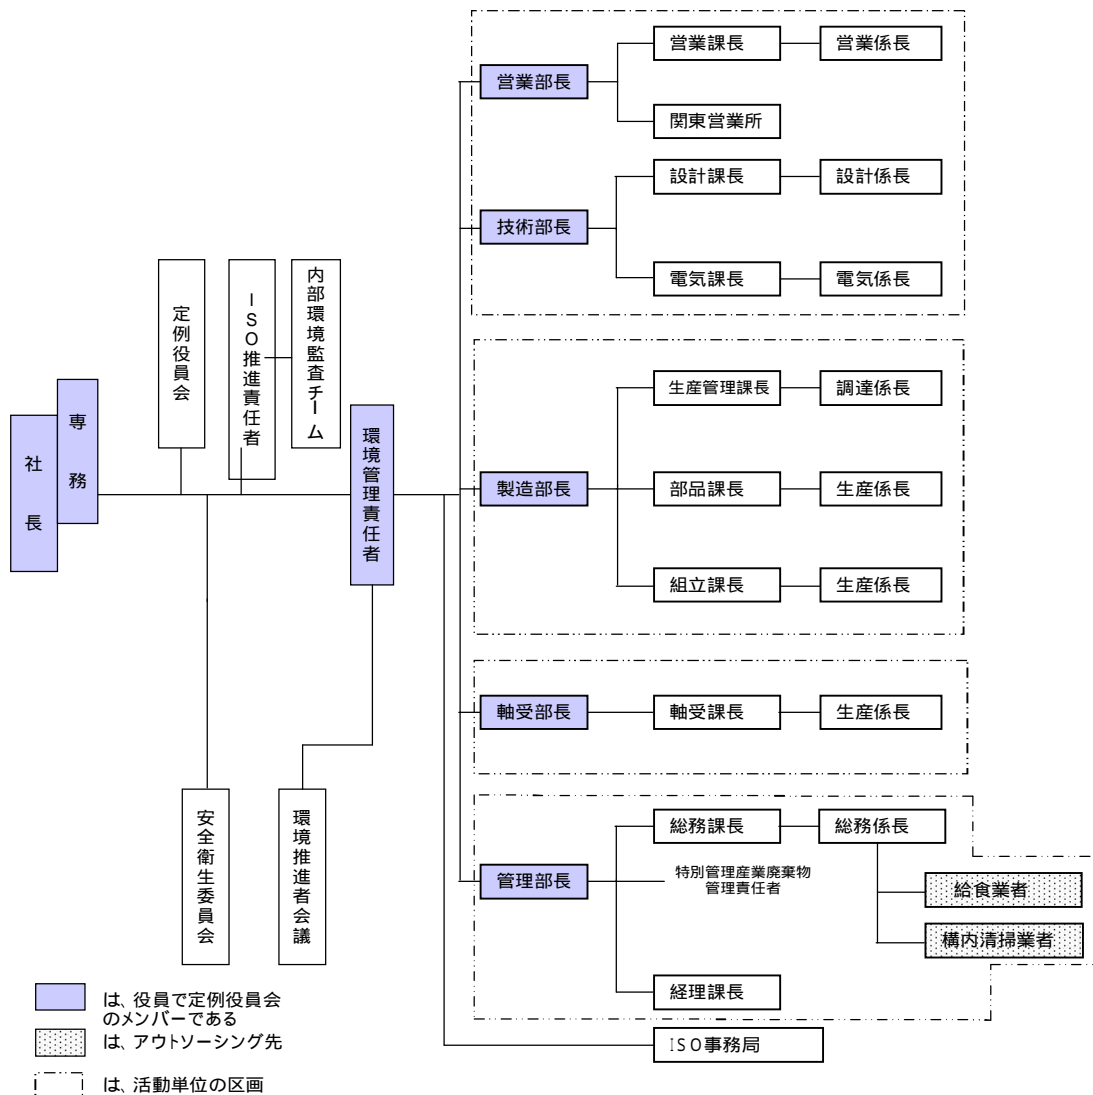 営業課長
営業係長
営業部長
関東営業所
設計課長
設計係長
技術部長
電気課長
電気係長
定例役員会
ISO推進責任者
内部環境監査チーム
専務
社長
環境管理責任者
生産管理課長
調達係長
製造部長
部品課長
生産係長
組立課長
生産係長
軸受部長
軸受課長
生産係長
安全衛生委員会
環境推進者会議
総務課長
総務係長
管理部長
特別管理産業廃棄物
管理責任者
給食業者
構内清掃業者
経理課長
ISO事務局
は、役員で定例役員会
のメンバーである
は、アウトソーシング先
は、活動単位の区画